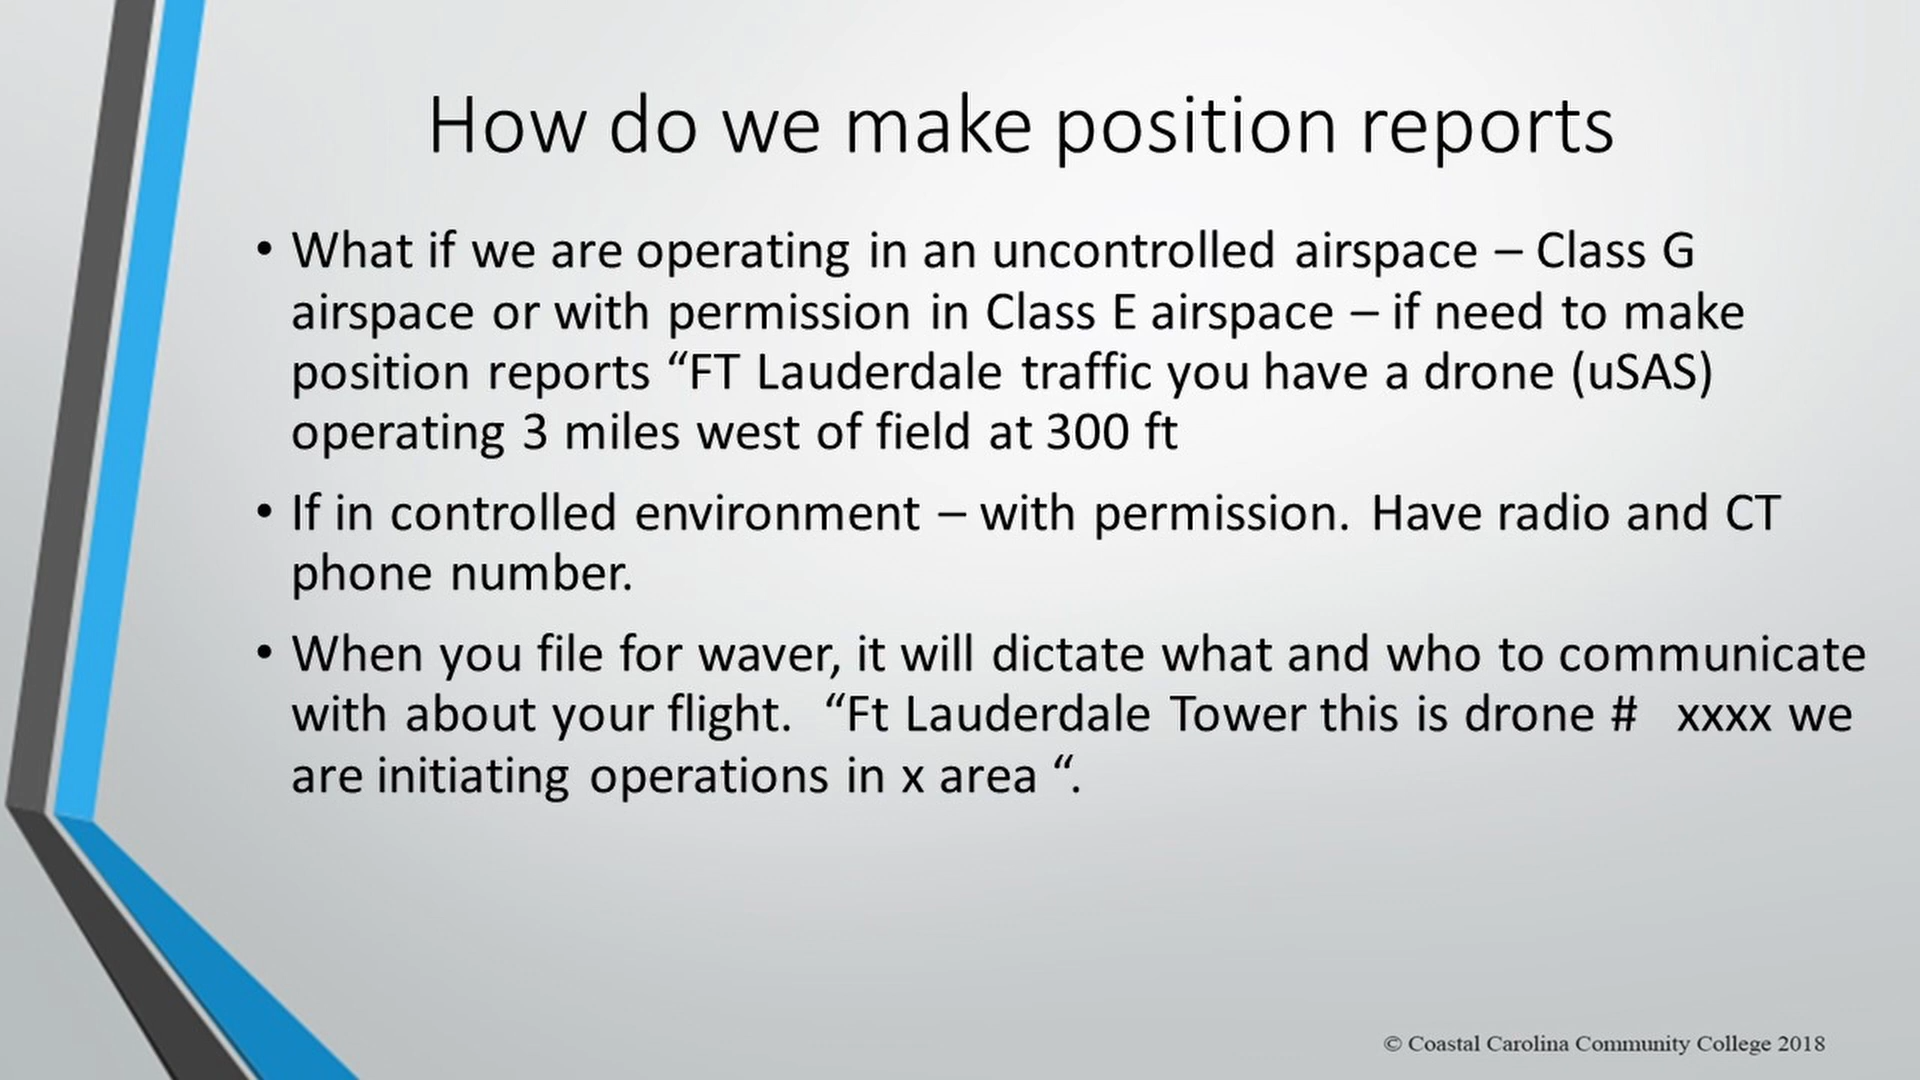 How do we make position reports
• What if we are operating in an uncontrolled airspace – Class G
airspace or with permission in Class E airspace – if need to make
position reports “FT Lauderdale traffic you have a drone (uSAS)
operating 3 miles west of field at 300 ft
• If in controlled environment – with permission. Have radio and CT
phone number.
• When you file for waver, it will dictate what and who to communicate
with about your flight. “Ft Lauderdale Tower this is drone # xxxx we
are initiating operations in x area “.
© Coastal Carolina Community College 2018